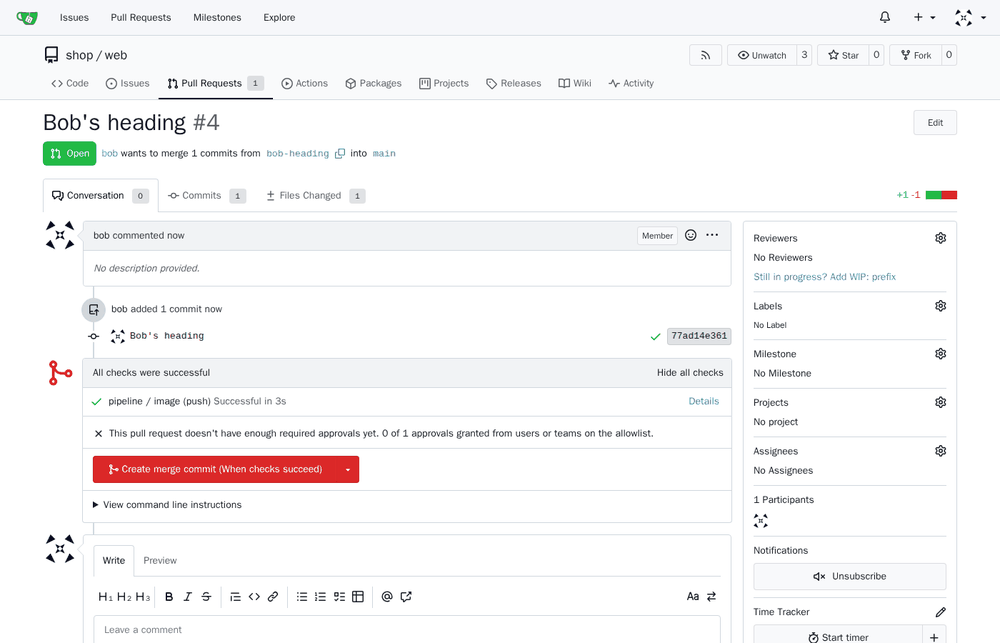 Issues Pull Requests Milestones Explore
shop / web
Unwatch 3 Star 0 Fork 0
Code Issues Pull Requests 1 Actions Packages Projects Releases Wiki Activity
Bob's heading #4
Edit
Open bob wants to merge 1 commits from bob-heading into main
Conversation 0 Commits 1 Files Changed 1
+1 -1
bob commented now
Member
No description provided.
bob added 1 commit now
Bob's heading
77ad14e361
All checks were successful
Hide all checks
pipeline / image (push) Successful in 3s
Details
This pull request doesn't have enough required approvals yet. 0 of 1 approvals granted from users or teams on the allowlist.
Create merge commit (When checks succeed)
View command line instructions
Write Preview
H1 H2 H3 B I S Aa
Leave a comment
Reviewers
No Reviewers
Still in progress? Add WIP: prefix
Labels
No Label
Milestone
No Milestone
Projects
No project
Assignees
No Assignees
1 Participants
Notifications
Unsubscribe
Time Tracker
Start timer